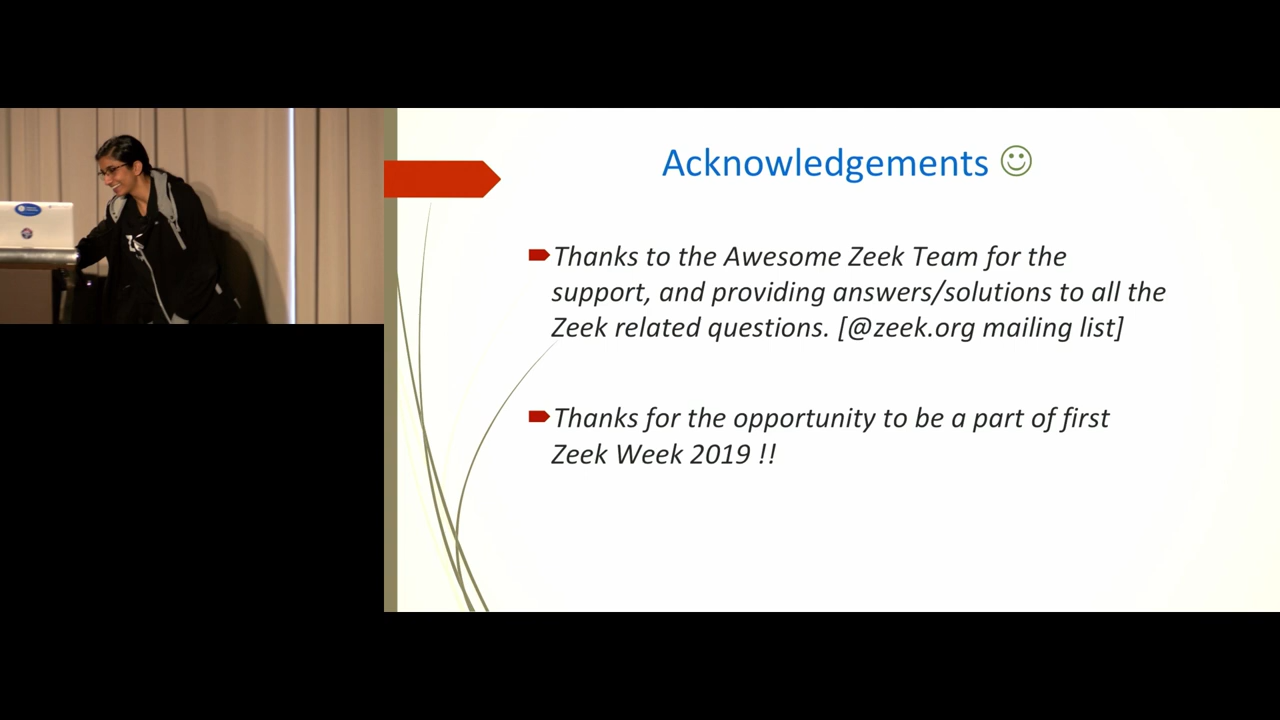 Acknowledgements ☺
Thanks to the Awesome Zeek Team for the
support, and providing answers/solutions to all the
Zeek related questions. [@zeek.org mailing list]
Thanks for the opportunity to be a part of first
Zeek Week 2019 !!